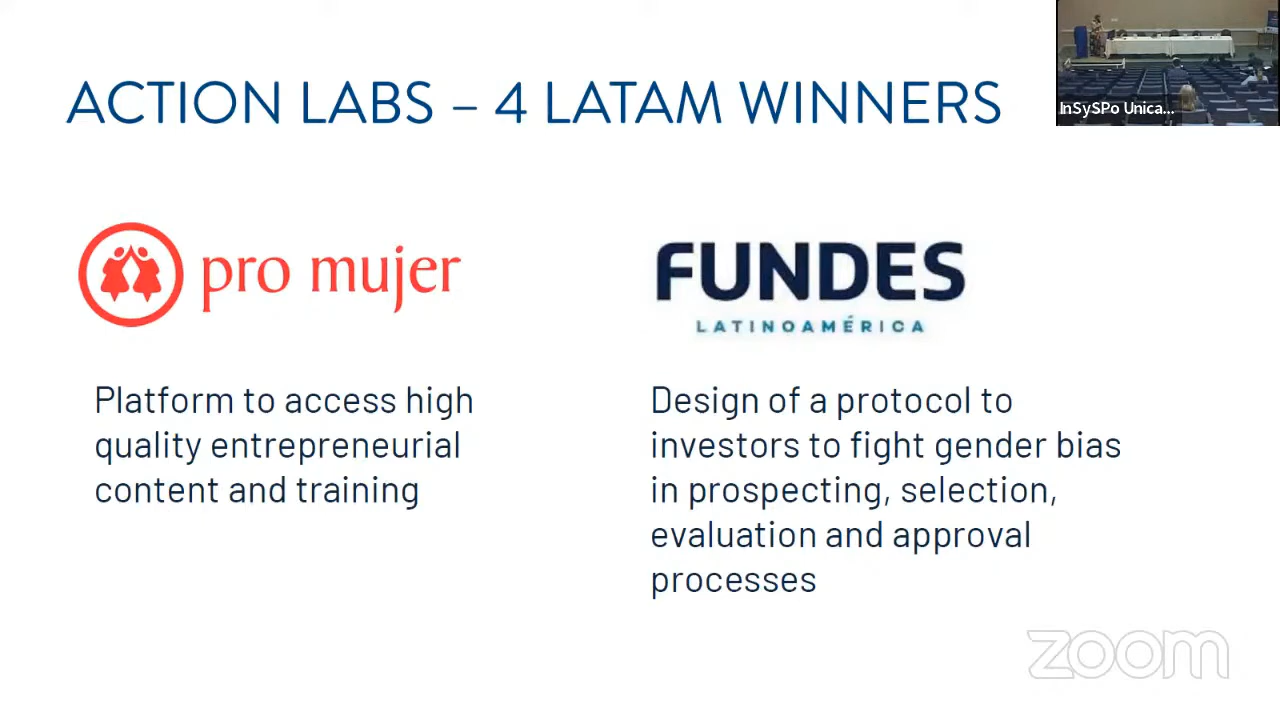 ACTION LABS – 4 LATAM WINNERS
InSySPo Unica...
pro mujer
FUNDES
LATINOAMÉRICA
Platform to access high
quality entrepreneurial
content and training
Design of a protocol to
investors to fight gender bias
in prospecting, selection,
evaluation and approval
processes
zoom